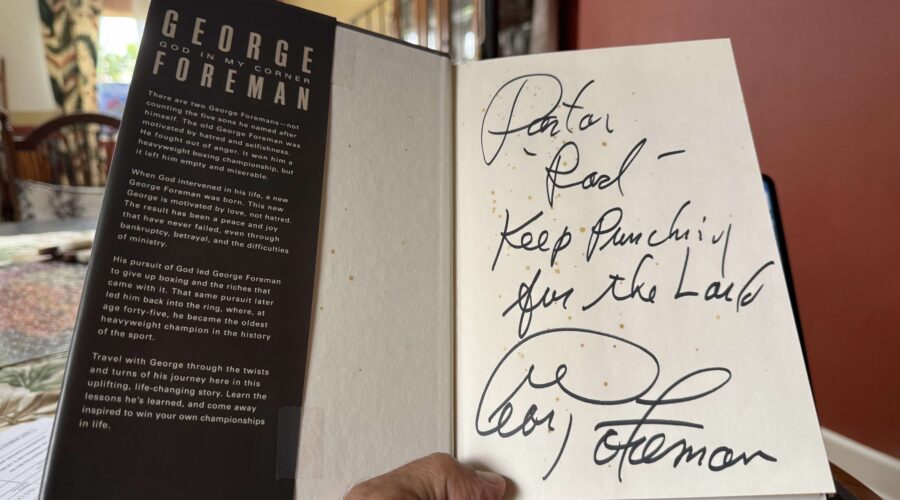 GEORGE
GOD IN MY CORNER
FOREMAN
There are two George Foremans—not
counting the five sons he named after
himself. The old George Foreman was
motivated by hatred and selfishness.
He fought out of anger. It won him a
heavyweight boxing championship, but
it left him empty and miserable.
When God intervened in his life, a new
George Foreman was born. This new
George is motivated by love, not hatred.
The result has been a peace and joy
that have never failed, even through
bankruptcy, betrayal, and the difficulties
of ministry.
His pursuit of God led George Foreman
to give up boxing and the riches that
came with it. That same pursuit later
led him back into the ring, where, at
age forty-five, he became the oldest
heavyweight champion in the history
of the sport.
Travel with George through the twists
and turns of his journey here in this
uplifting, life-changing story. Learn the
lessons he's learned, and come away
inspired to win your own championships
in life.
Pastor
- Rod -
Keep Punching
for the Lord
George Foreman